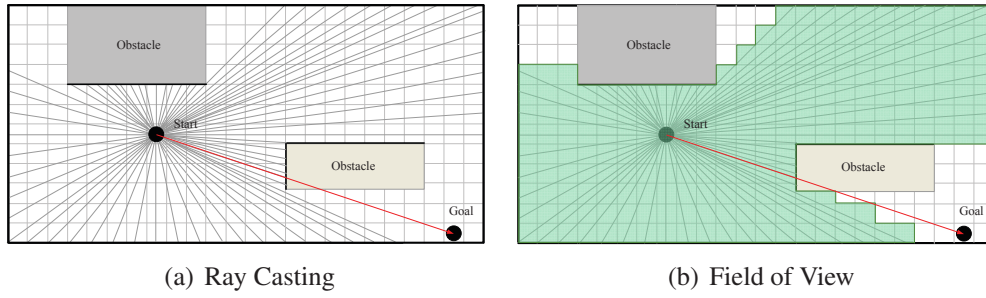 Obstacle
Start
Obstacle
Goal
(a) Ray Casting
Obstacle
Start
Obstacle
Goal
(b) Field of View